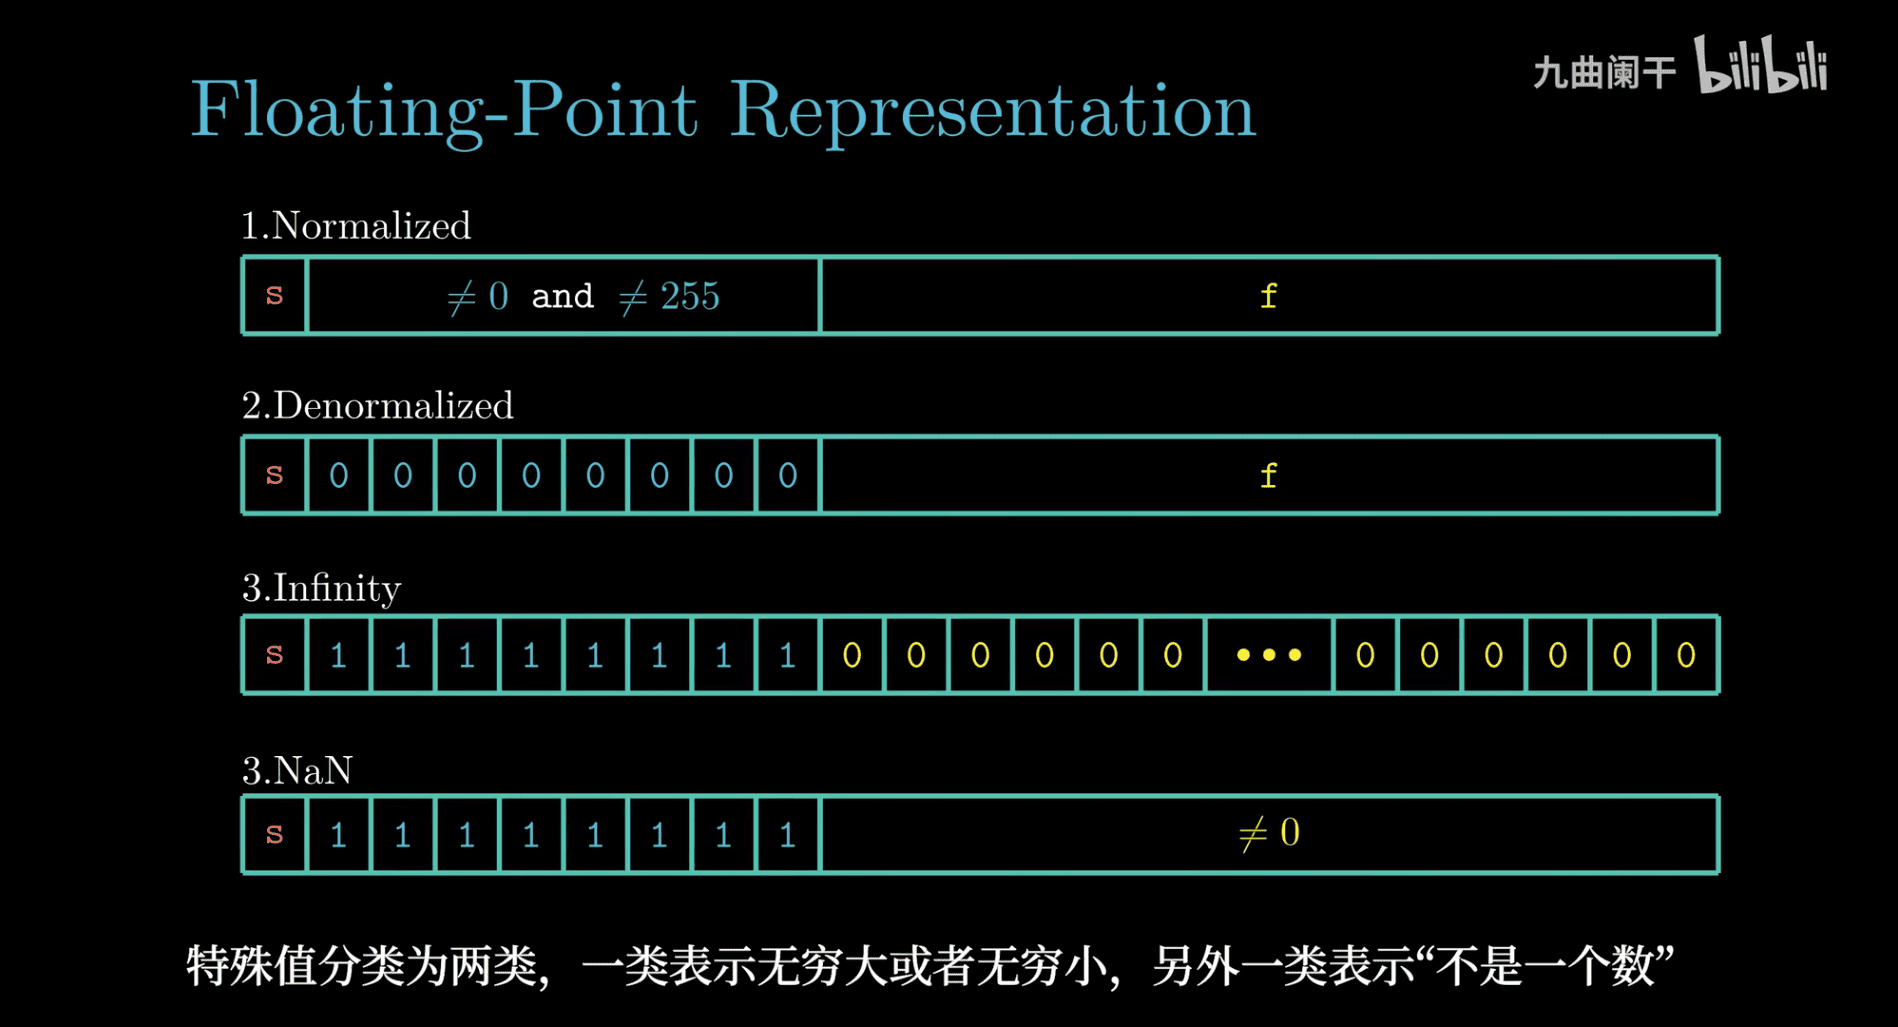 九曲阑干 bilibili
Floating-Point Representation
1.Normalized
s ≠ 0 and ≠ 255 f
2.Denormalized
s 0 0 0 0 0 0 0 0 f
3.Infinity
s 1 1 1 1 1 1 1 1 0 0 0 0 0 0 ••• 0 0 0 0 0 0
3.NaN
s 1 1 1 1 1 1 1 1 ≠ 0
特殊值分类为两类，一类表示无穷大或者无穷小，另外一类表示“不是一个数”